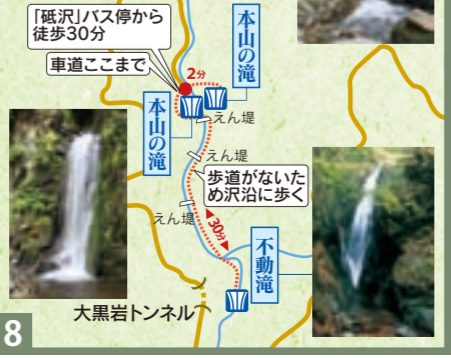 「砥沢」バス停から
徒歩30分
車道ここまで
2分
本山の滝
本山の滝
えん堤
えん堤
歩道がないた
め沢沿に歩く
えん堤
30分
不動滝
大黒岩トンネル
8